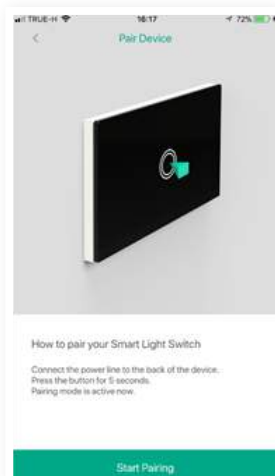 TRUE-H 16:17 72%
Pair Device
How to pair your Smart Light Switch
Connect the power line to the back of the device.
Press the button for 5 seconds.
Pairing mode is active now.
Start Pairing